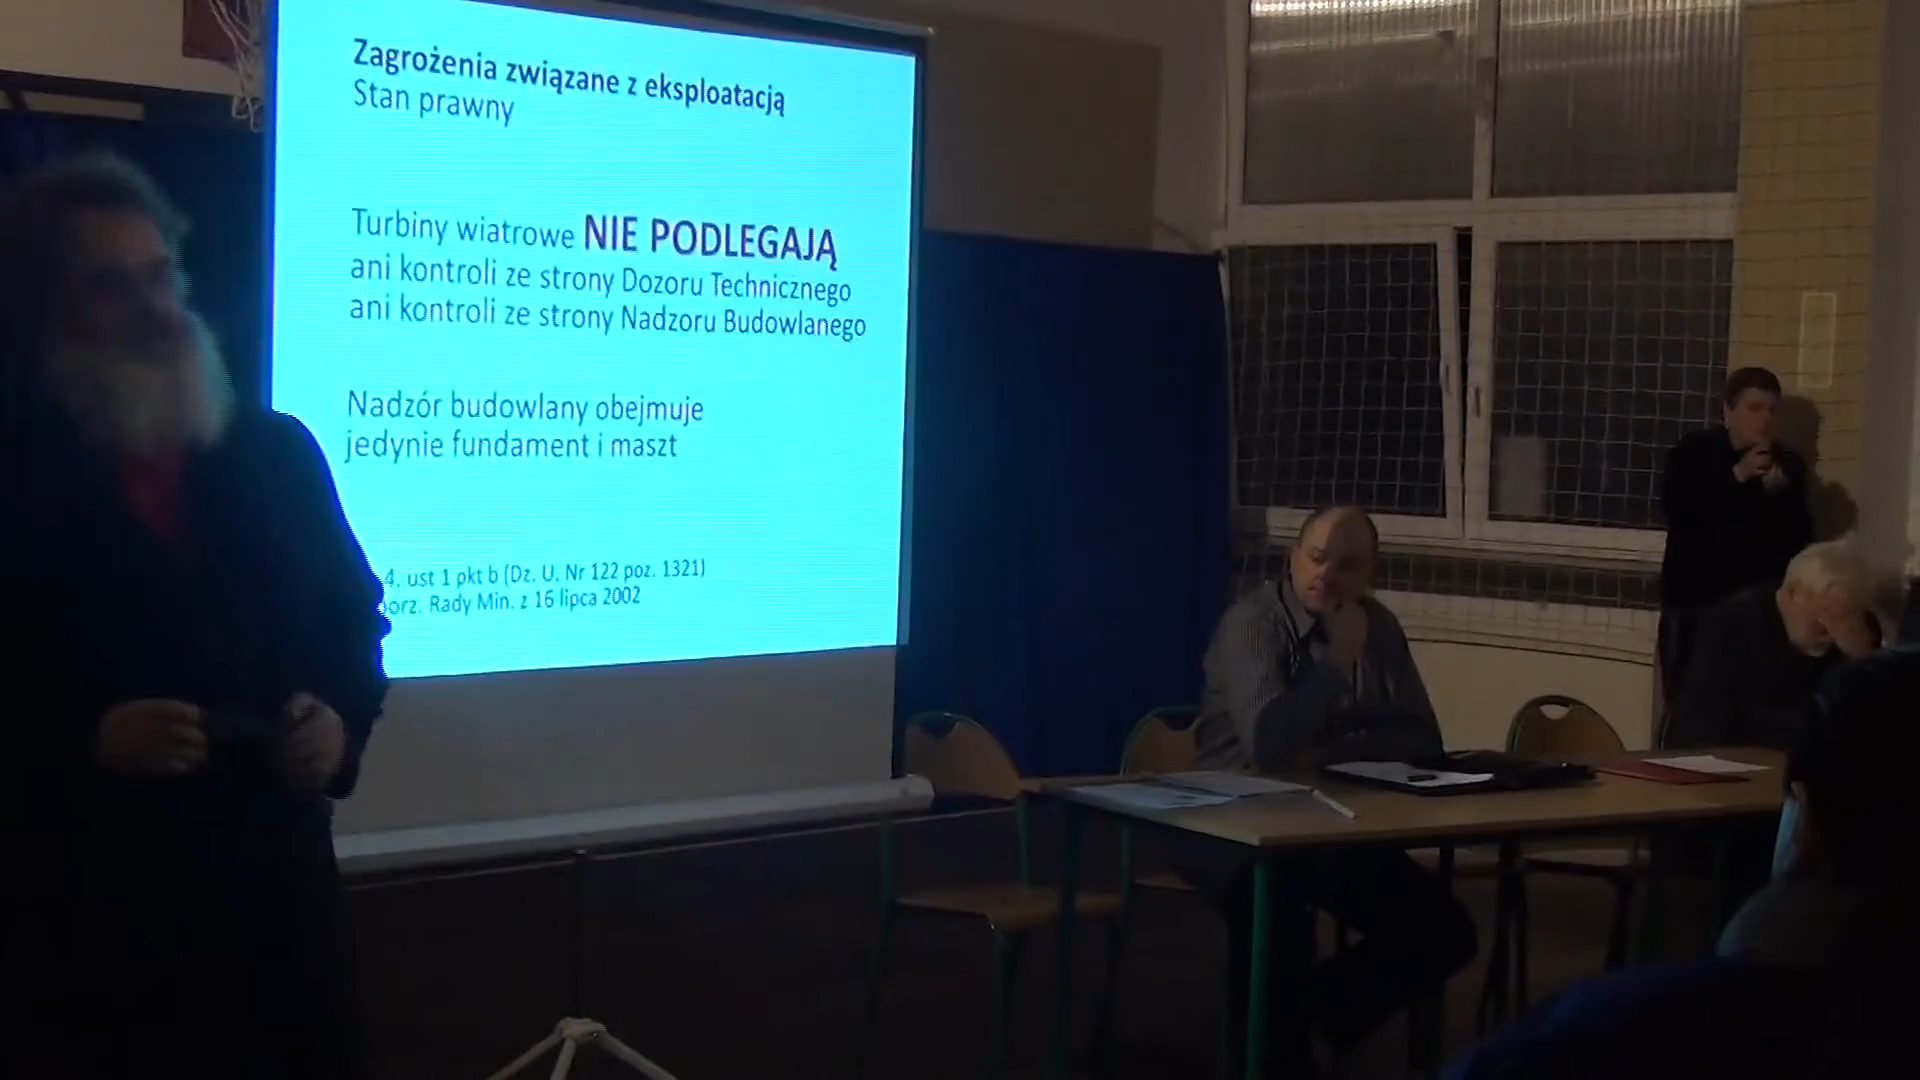 Zagrożenia związane z eksploatacją
Stan prawny
Turbiny wiatrowe NIE PODLEGAJĄ
ani kontroli ze strony Dozoru Technicznego
ani kontroli ze strony Nadzoru Budowlanego
Nadzór budowlany obejmuje
jedynie fundament i maszt
4. ust 1 pkt b (Dz. U. Nr 122 poz. 1321)
Rady Min. z 16 lipca 2002